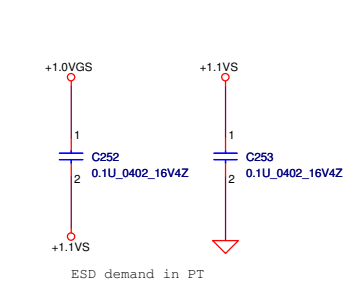 +1.0VGS
1
C252
0.1U_0402_16V4Z
2
+1.1VS
+1.1VS
1
C253
0.1U_0402_16V4Z
2
ESD demand in PT